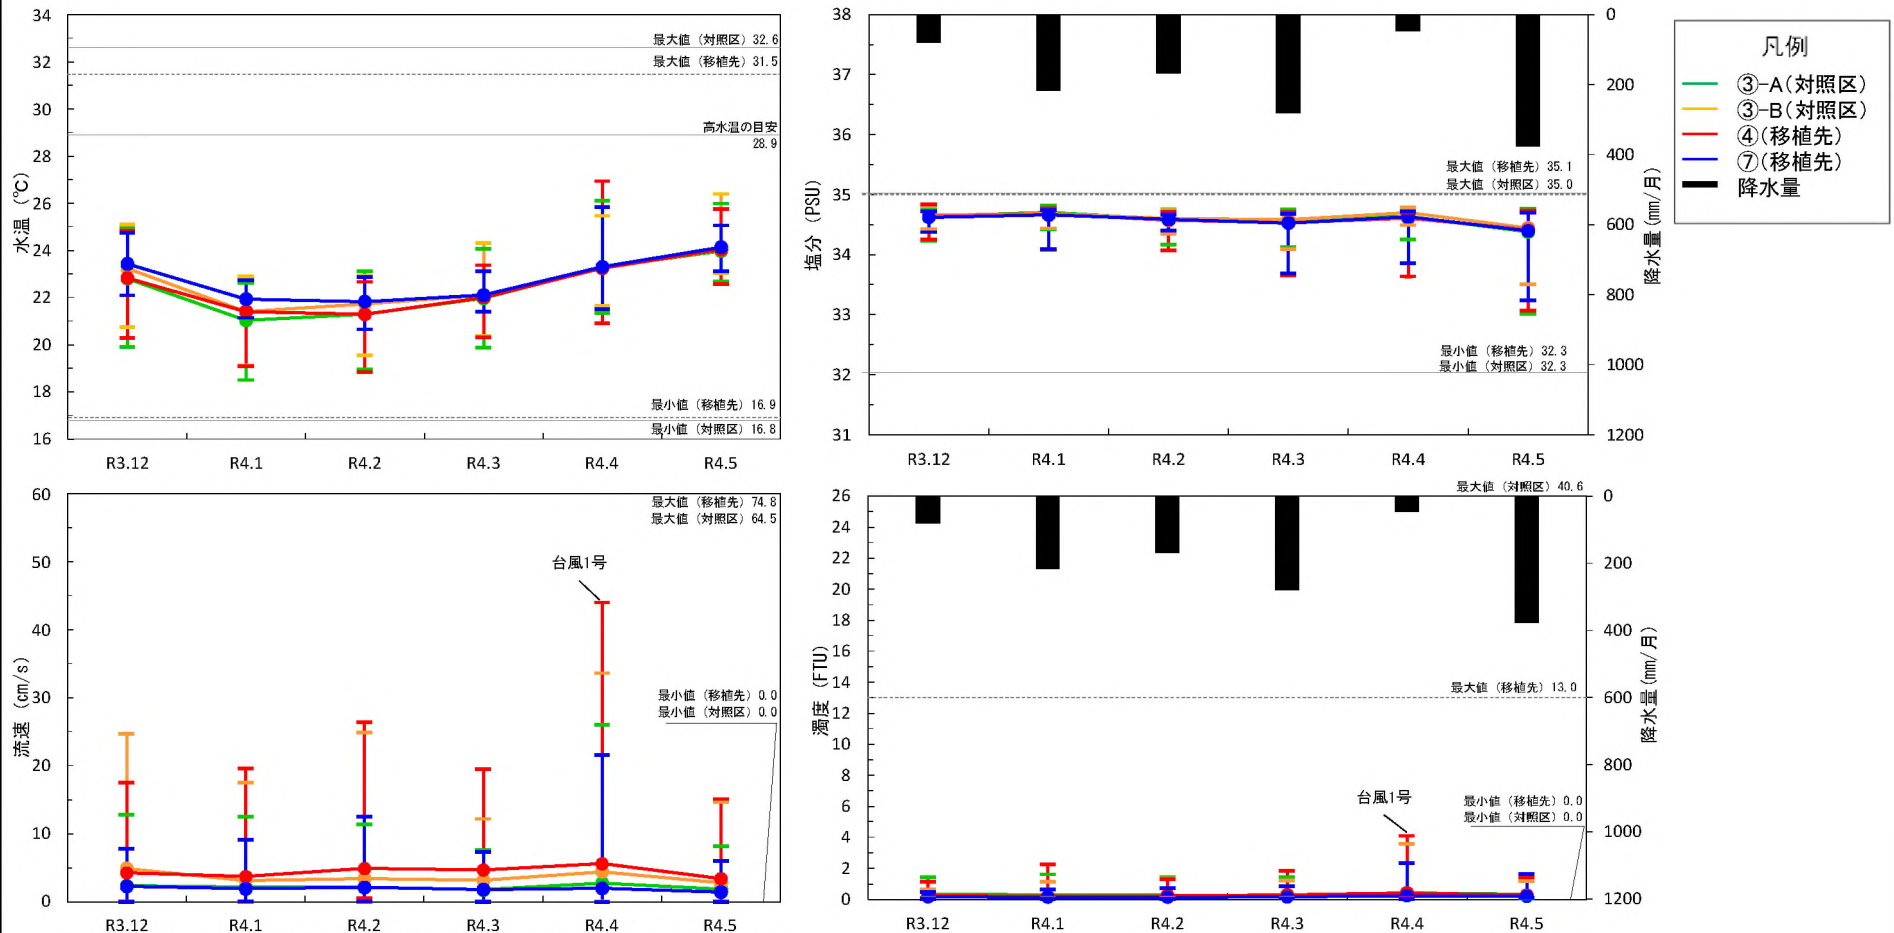 34
32
30
28
26
24
22
20
18
16
水温 (℃)
最大値 (対照区) 32.6
最大値 (移植先) 31.5
高水温の目安
28.9
最小値 (移植先) 16.9
最小値 (対照区) 16.8
R3.12 R4.1 R4.2 R4.3 R4.4 R4.5
38
37
36
35
34
33
32
31
塩分 (PSU)
最大値 (移植先) 35.1
最大値 (対照区) 35.0
最小値 (移植先) 32.3
最小値 (対照区) 32.3
0
200
400
600
800
1000
1200
降水量(mm/月)
R3.12 R4.1 R4.2 R4.3 R4.4 R4.5
凡例
③-A(対照区)
③-B(対照区)
④(移植先)
⑦(移植先)
降水量
60
50
40
30
20
10
0
流速 (cm/s)
最大値 (移植先) 74.8
最大値 (対照区) 64.5
台風1号
最小値 (移植先) 0.0
最小値 (対照区) 0.0
R3.12 R4.1 R4.2 R4.3 R4.4 R4.5
26
24
22
20
18
16
14
12
10
8
6
4
2
0
濁度 (FTU)
最大値 (対照区) 40.6
最大値 (移植先) 13.0
台風1号
最小値 (移植先) 0.0
最小値 (対照区) 0.0
0
200
400
600
800
1000
1200
降水量(mm/月)
R3.12 R4.1 R4.2 R4.3 R4.4 R4.5